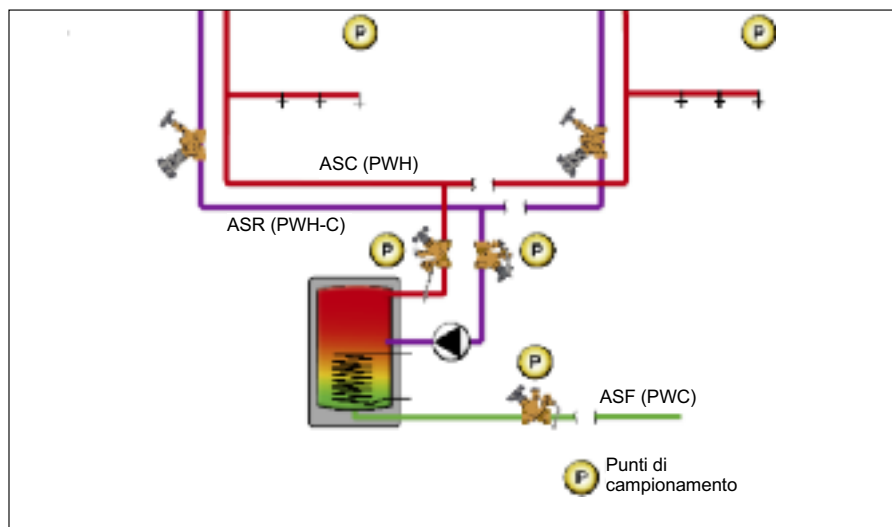 P
P
ASC (PWH)
ASR (PWH-C)
P
P
P
ASF (PWC)
P
Punti di
campionamento